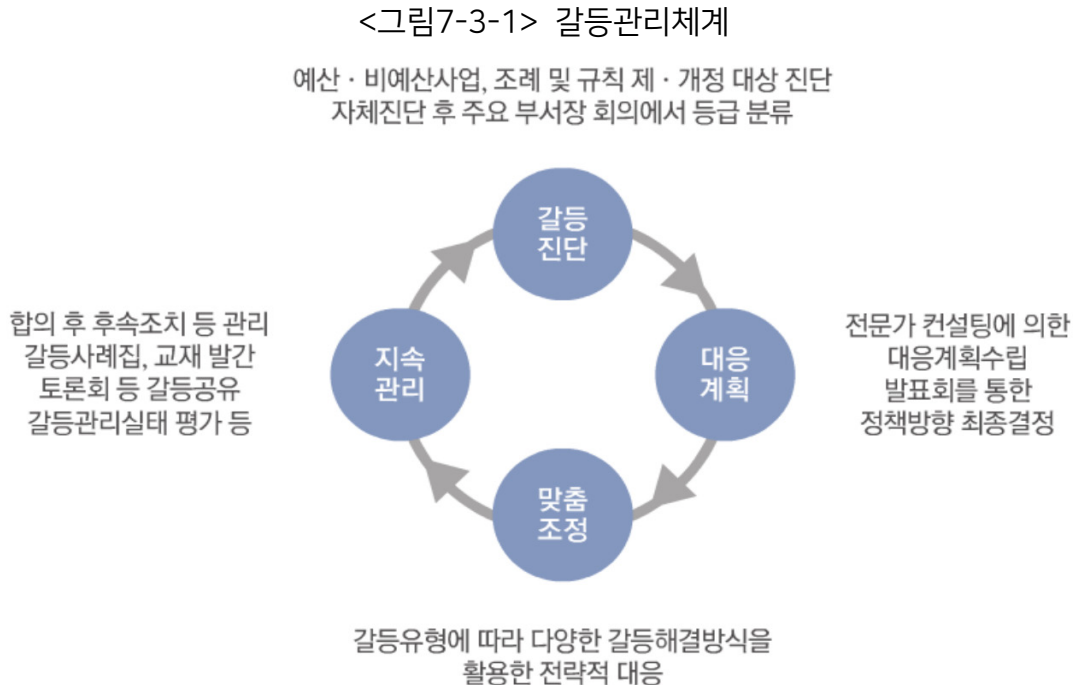 <그림7-3-1> 갈등관리체계
예산 · 비예산사업, 조례 및 규칙 제 · 개정 대상 진단
자체진단 후 주요 부서장 회의에서 등급 분류
갈등
진단
대응
계획
전문가 컨설팅에 의한
대응계획수립
발표회를 통한
정책방향 최종결정
맞춤
조정
갈등유형에 따라 다양한 갈등해결방식을
활용한 전략적 대응
지속
관리
합의 후 후속조치 등 관리
갈등사례집, 교재 발간
토론회 등 갈등공유
갈등관리실태 평가 등